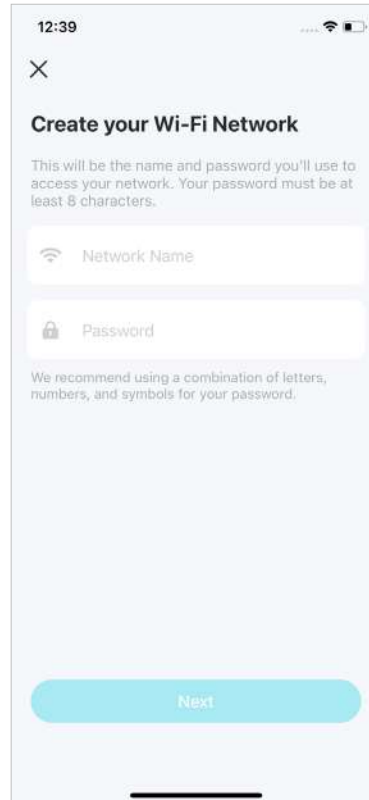 12:39
Create your Wi-Fi Network
This will be the name and password you'll use to
access your network. Your password must be at
least 8 characters.
Network Name
Password
We recommend using a combination of letters,
numbers, and symbols for your password.
Next